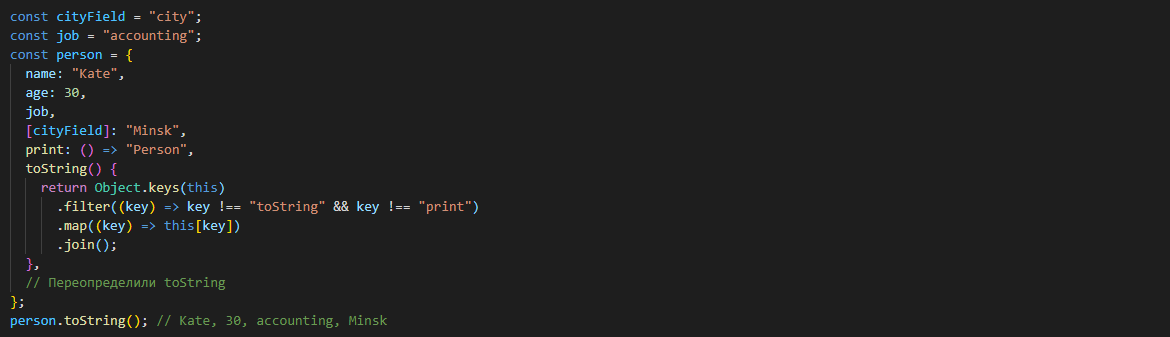 const cityField = "city";
const job = "accounting";
const person = {
  name: "Kate",
  age: 30,
  job,
  [cityField]: "Minsk",
  print: () => "Person",
  toString() {
    return Object.keys(this)
      .filter((key) => key !== "toString" && key !== "print")
      .map((key) => this[key])
      .join();
  },
  // Переопределили toString
};
person.toString(); // Kate, 30, accounting, Minsk